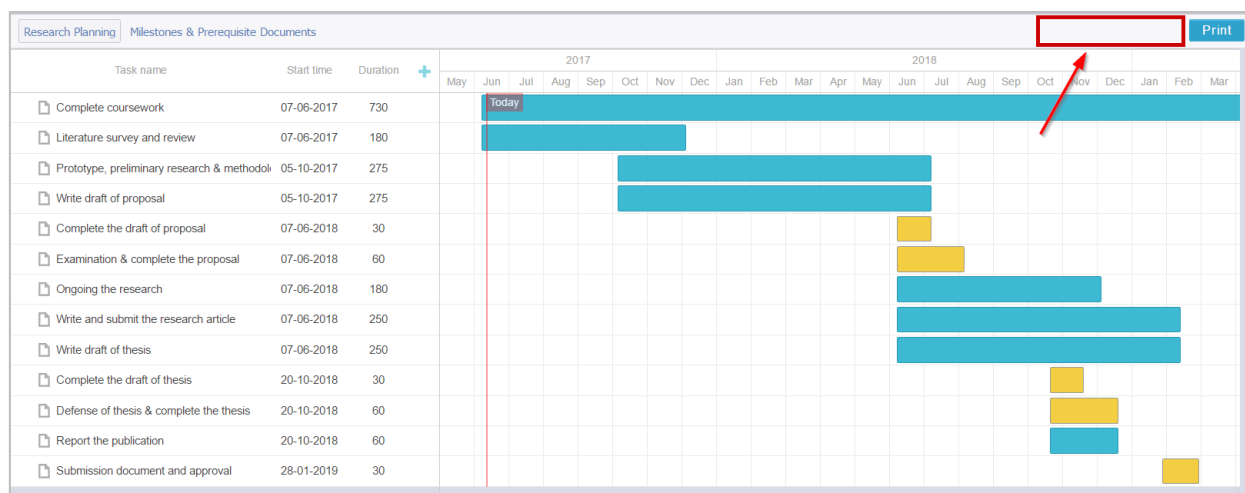 Research Planning Milestones & Prerequisite Documents Print
Task name Start time Duration 2017 2018
May Jun Jul Aug Sep Oct Nov Dec Jan Feb Mar Apr May Jun Jul Aug Sep Oct Nov Dec Jan Feb Mar
Today
Complete coursework 07-06-2017 730
Literature survey and review 07-06-2017 180
Prototype, preliminary research & methodol 05-10-2017 275
Write draft of proposal 05-10-2017 275
Complete the draft of proposal 07-06-2018 30
Examination & complete the proposal 07-06-2018 60
Ongoing the research 07-06-2018 180
Write and submit the research article 07-06-2018 250
Write draft of thesis 07-06-2018 250
Complete the draft of thesis 20-10-2018 30
Defense of thesis & complete the thesis 20-10-2018 60
Report the publication 20-10-2018 60
Submission document and approval 28-01-2019 30